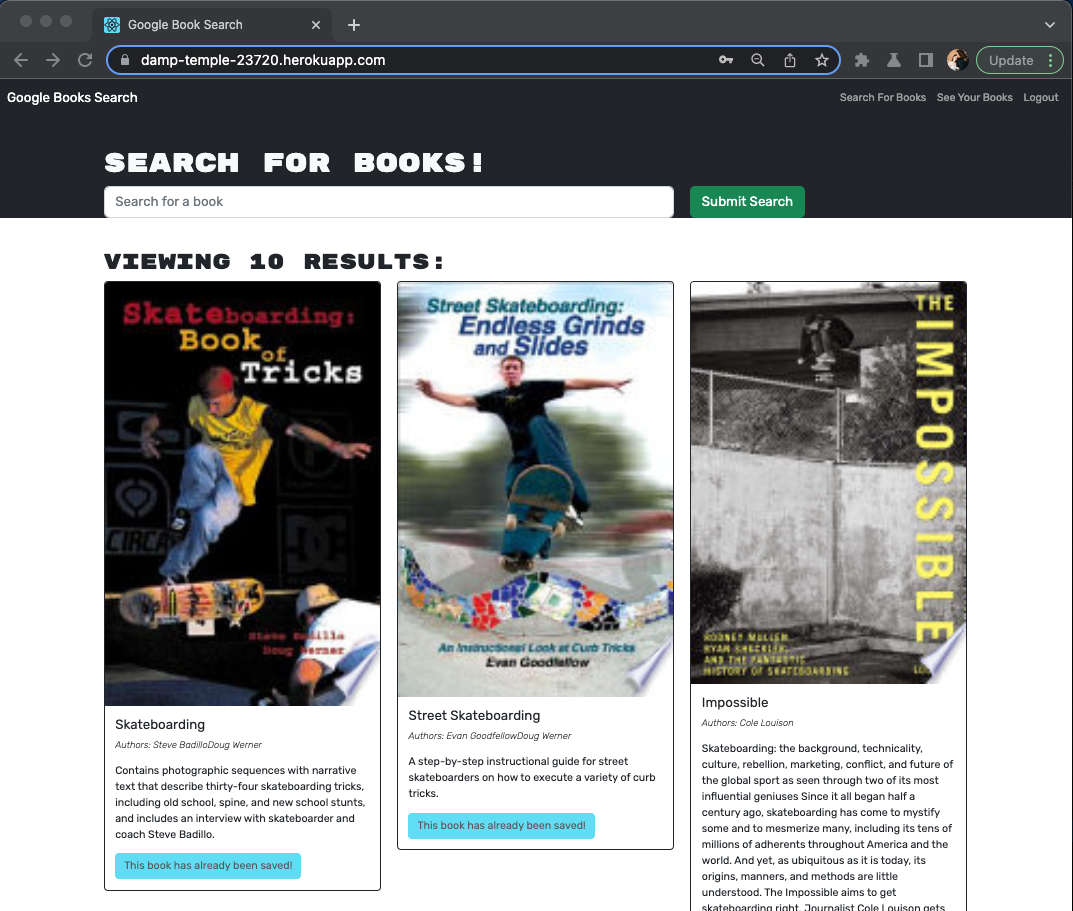 Google Book Search
damp-temple-23720.herokuapp.com
Update
Google Books Search
Search For Books
See Your Books
Logout
SEARCH FOR BOOKS!
Search for a book
Submit Search
VIEWING 10 RESULTS:
Skateboarding:
Book
of
Tricks
CIRCA
DC
Steve Badillo
Doug Werner
Skateboarding
Authors: Steve BadilloDoug Werner
Contains photographic sequences with narrative
text that describe thirty-four skateboarding tricks,
including old school, spine, and new school stunts,
and includes an interview with skateboarder and
coach Steve Badillo.
This book has already been saved!
Street Skateboarding:
Endless Grinds
and Slides
An Instructional Look at Curb Tricks
Evan Goodfellow
Street Skateboarding
Authors: Evan GoodfellowDoug Werner
A step-by-step instructional guide for street
skateboarders on how to execute a variety of curb
tricks.
This book has already been saved!
THE
IMPOSSIBLE
RODNEY MULLEN,
RYAN SHECKLER,
AND THE FANTASTIC
HISTORY OF SKATEBOARDING
Impossible
Authors: Cole Louison
Skateboarding: the background, technicality,
culture, rebellion, marketing, conflict, and future of
the global sport as seen through two of its most
influential geniuses Since it all began half a
century ago, skateboarding has come to mystify
some and to mesmerize many, including its tens of
millions of adherents throughout America and the
world. And yet, as ubiquitous as it is today, its
origins, manners, and methods are little
understood. The Impossible aims to get
skateboarding right. Journalist Cole Louison gets